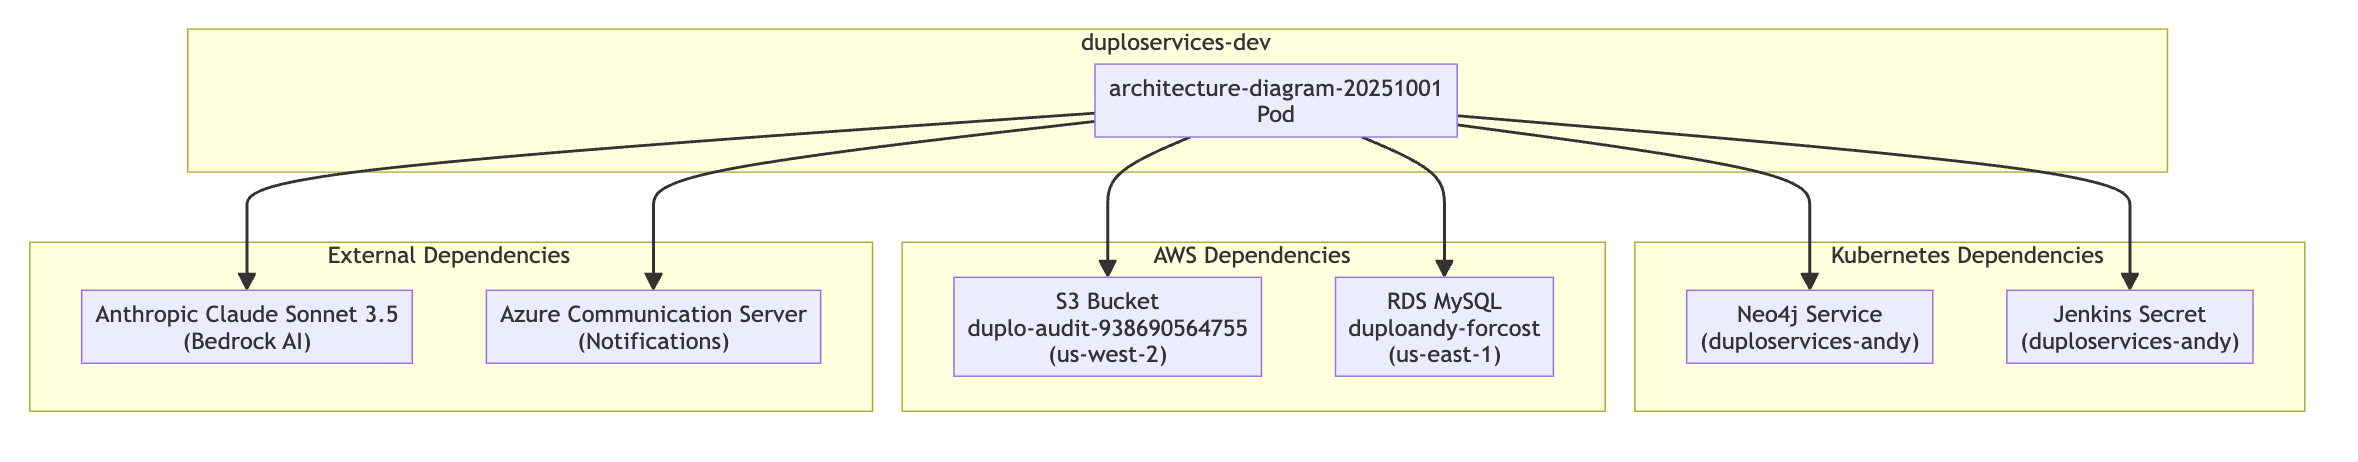 duploservices-dev
architecture-diagram-20251001
Pod
External Dependencies
Anthropic Claude Sonnet 3.5
(Bedrock AI)
Azure Communication Server
(Notifications)
AWS Dependencies
S3 Bucket
duplo-audit-938690564755
(us-west-2)
RDS MySQL
duploandy-forcost
(us-east-1)
Kubernetes Dependencies
Neo4j Service
(duploservices-andy)
Jenkins Secret
(duploservices-andy)